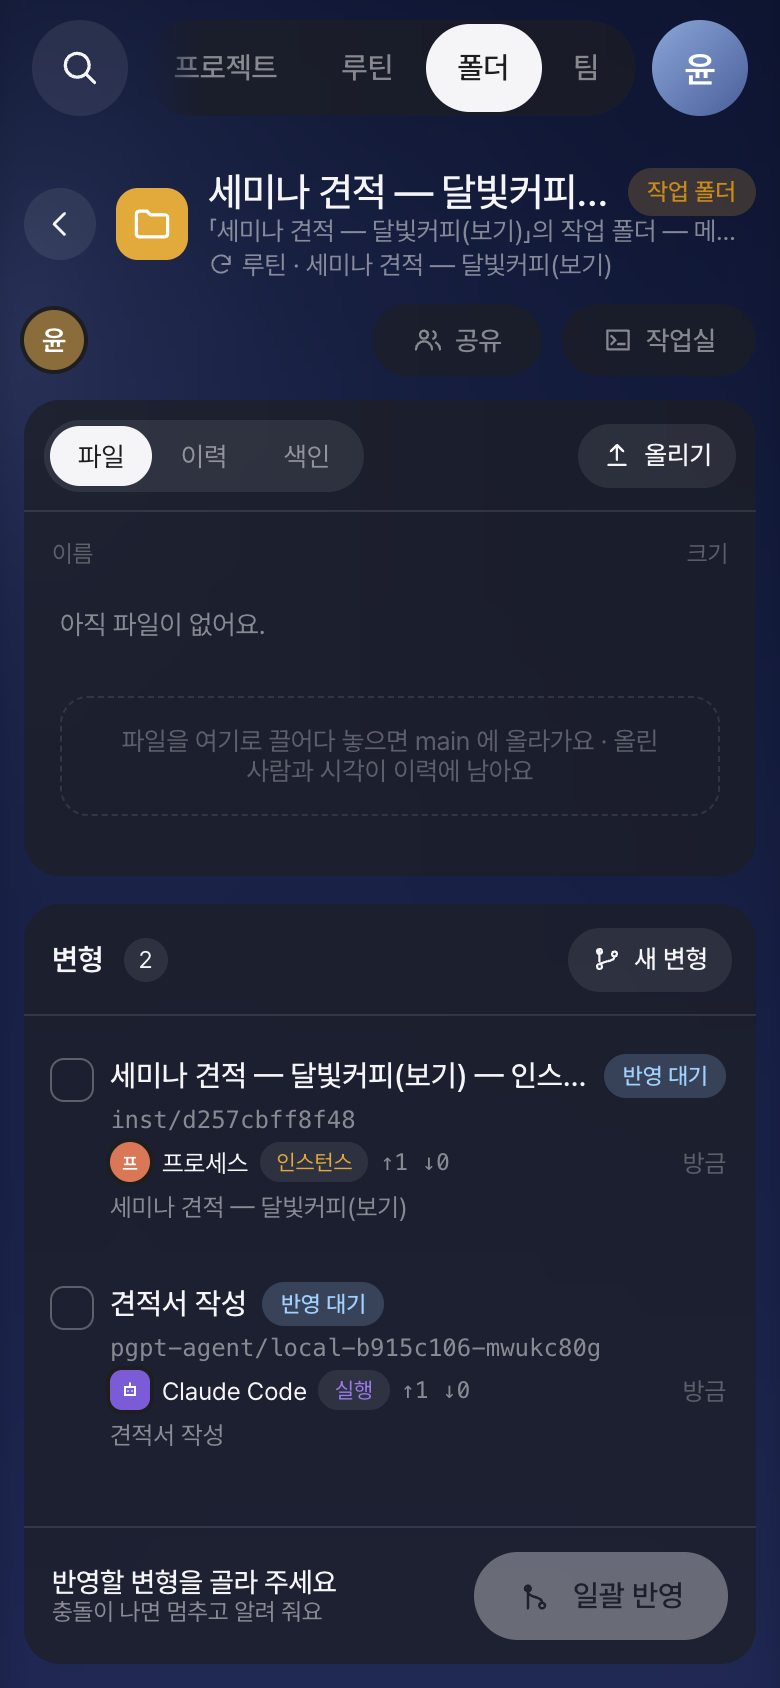 프로젝트 루틴 폴더 팀 윤
세미나 견적 — 달빛커피... 작업 폴더
「세미나 견적 — 달빛커피(보기)」의 작업 폴더 — 메...
루틴 · 세미나 견적 — 달빛커피(보기)
윤 공유 작업실
파일 이력 색인 올리기
이름 크기
아직 파일이 없어요.
파일을 여기로 끌어다 놓으면 main 에 올라가요 · 올린
사람과 시각이 이력에 남아요
변형 2 새 변형
세미나 견적 — 달빛커피(보기) — 인스... 반영 대기
inst/d257cbff8f48
프 프로세스 인스턴스 ↑1 ↓0 방금
세미나 견적 — 달빛커피(보기)
견적서 작성 반영 대기
pgpt-agent/local-b915c106-mwukc80g
Claude Code 실행 ↑1 ↓0 방금
견적서 작성
반영할 변형을 골라 주세요
충돌이 나면 멈추고 알려 줘요
일괄 반영